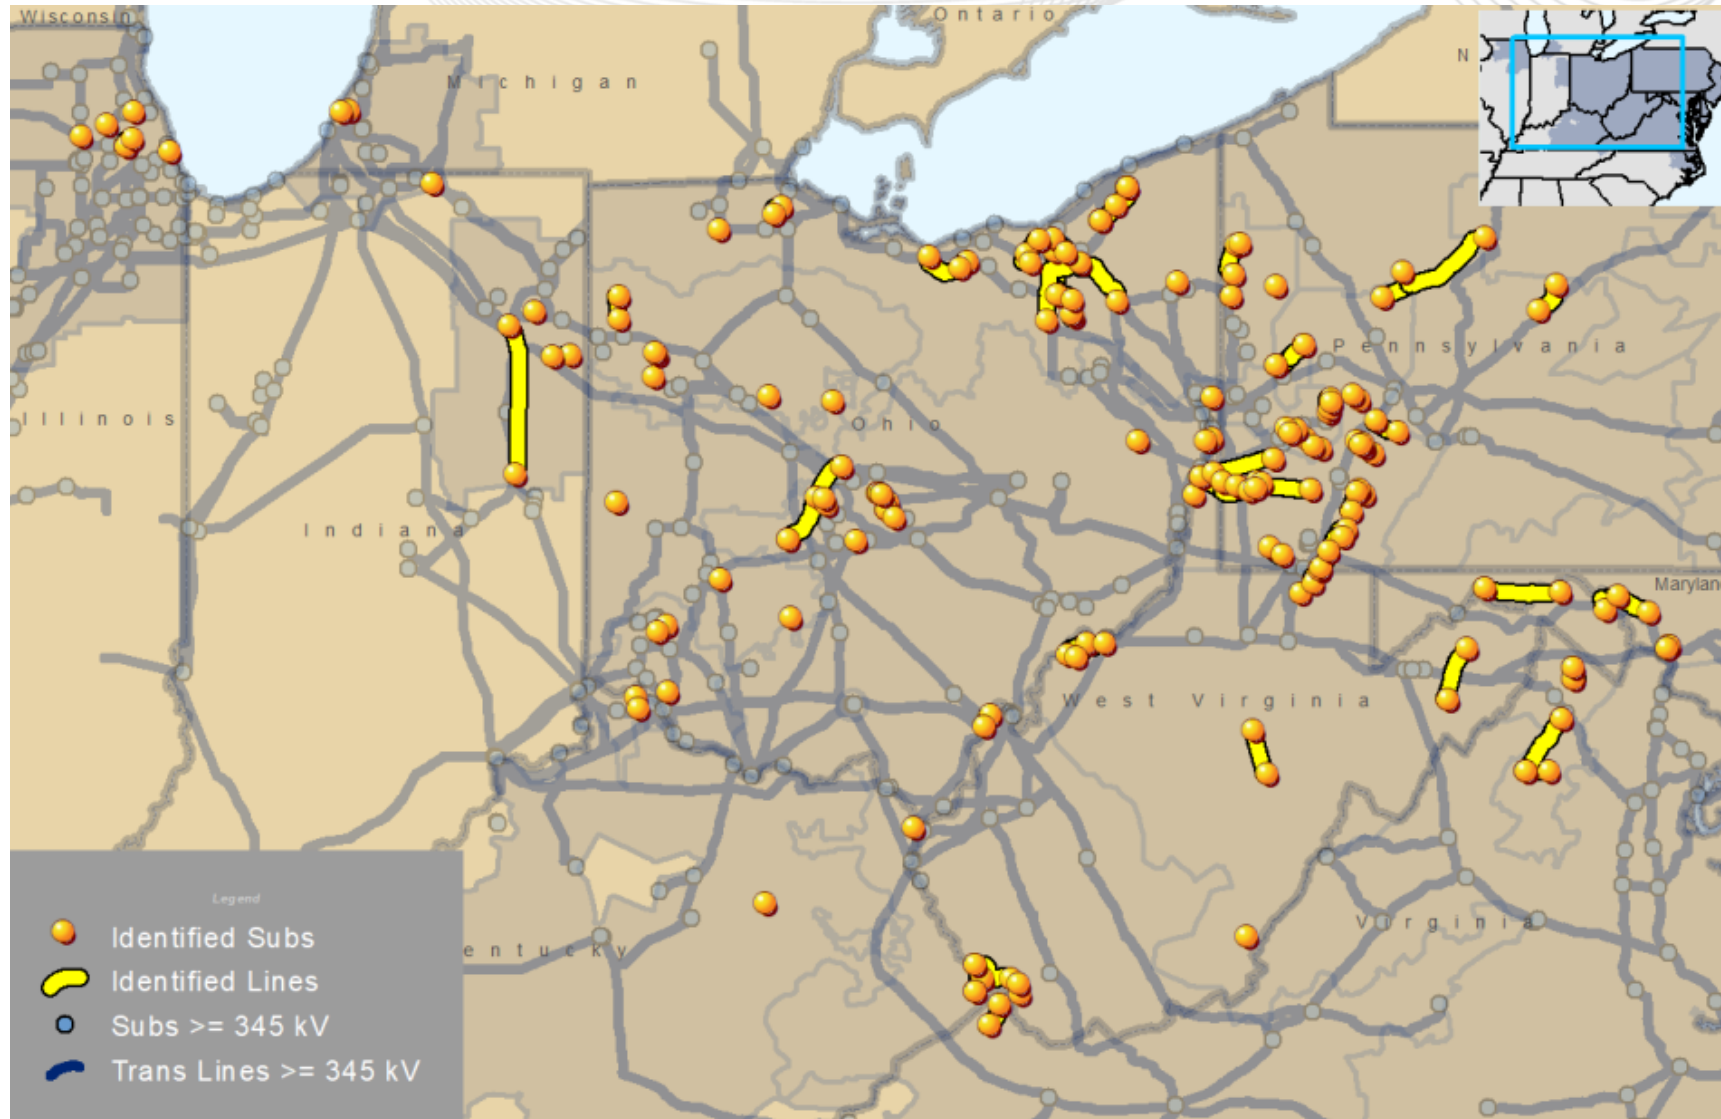 Wisconsin
Ontario
N
Michigan
Pennsylvania
Illinois
Ohio
Indiana
Maryland
West Virginia
Virginia
entucky
Legend
Identified Subs
Identified Lines
Subs >= 345 kV
Trans Lines >= 345 kV